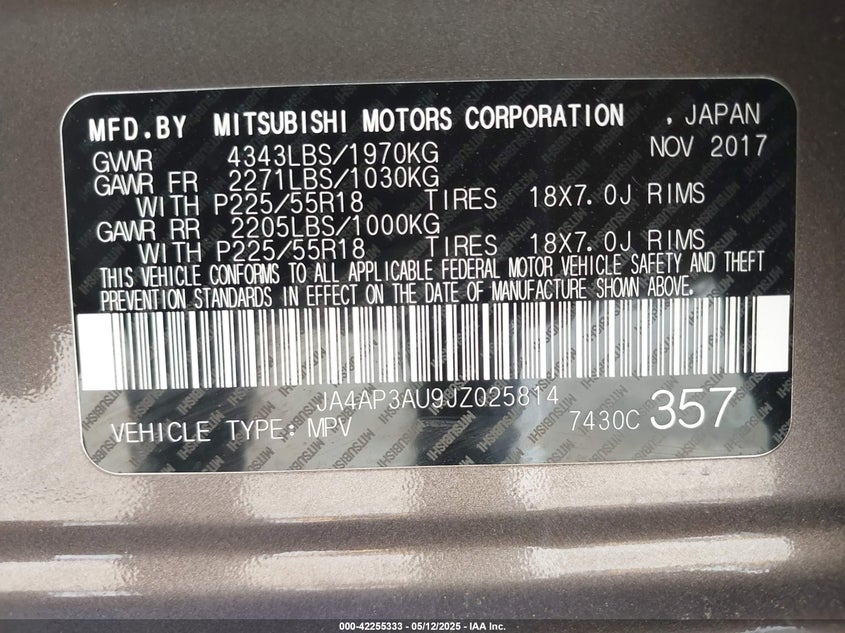 MFD.BY MITSUBISHI MOTORS CORPORATION , JAPAN
GVWR 4343LBS/1970KG NOV 2017
GAWR FR 2271LBS/1030KG
WITH P225/55R18 TIRES 18X7.0J RIMS
GAWR RR 2205LBS/1000KG
WITH P225/55R18 TIRES 18X7.0J RIMS
THIS VEHICLE CONFORMS TO ALL APPLICABLE FEDERAL MOTOR VEHICLE SAFETY AND THEFT
PREVENTION STANDARDS IN EFFECT ON THE DATE OF MANUFACTURE SHOWN ABOVE.
JA4AP3AU9JZ025814
VEHICLE TYPE: MPV 7430C 357
000-42255333 - 05/12/2025 - IAA Inc.